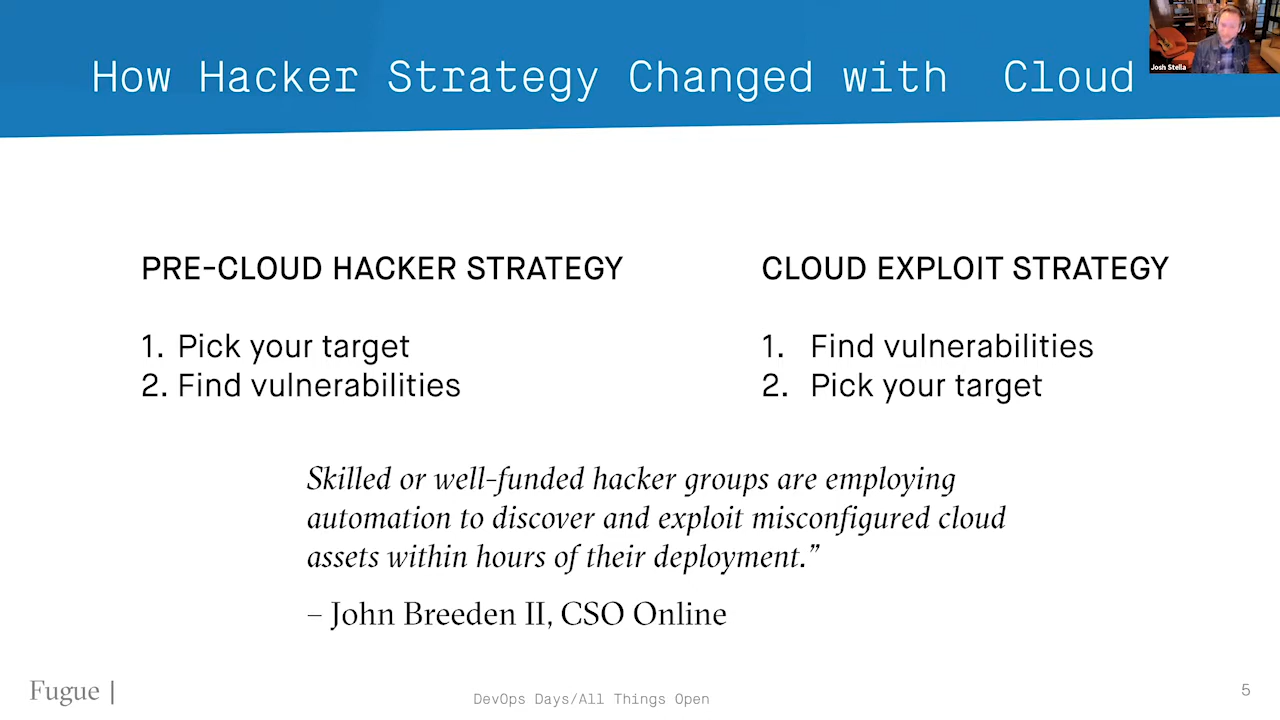 How Hacker Strategy Changed with Cloud
Josh Stella
PRE-CLOUD HACKER STRATEGY
1. Pick your target
2. Find vulnerabilities
CLOUD EXPLOIT STRATEGY
1. Find vulnerabilities
2. Pick your target
Skilled or well-funded hacker groups are employing
automation to discover and exploit misconfigured cloud
assets within hours of their deployment.”
– John Breeden II, CSO Online
Fugue |
DevOps Days/All Things Open
5